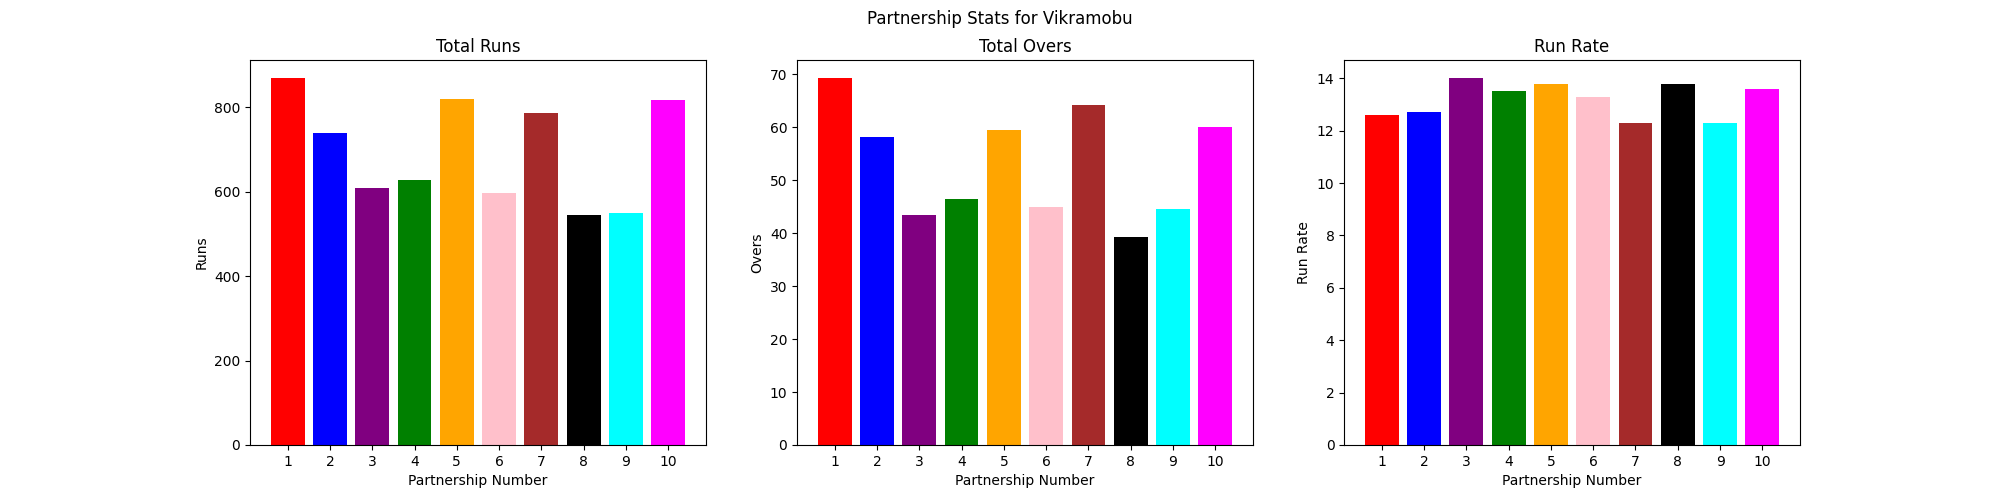 Partnership Stats for Vikramobu
Total Runs
800
600
400
200
0
Runs
1 2 3 4 5 6 7 8 9 10
Partnership Number
Total Overs
70
60
50
40
30
20
10
0
Overs
1 2 3 4 5 6 7 8 9 10
Partnership Number
Run Rate
14
12
10
8
6
4
2
0
Run Rate
1 2 3 4 5 6 7 8 9 10
Partnership Number